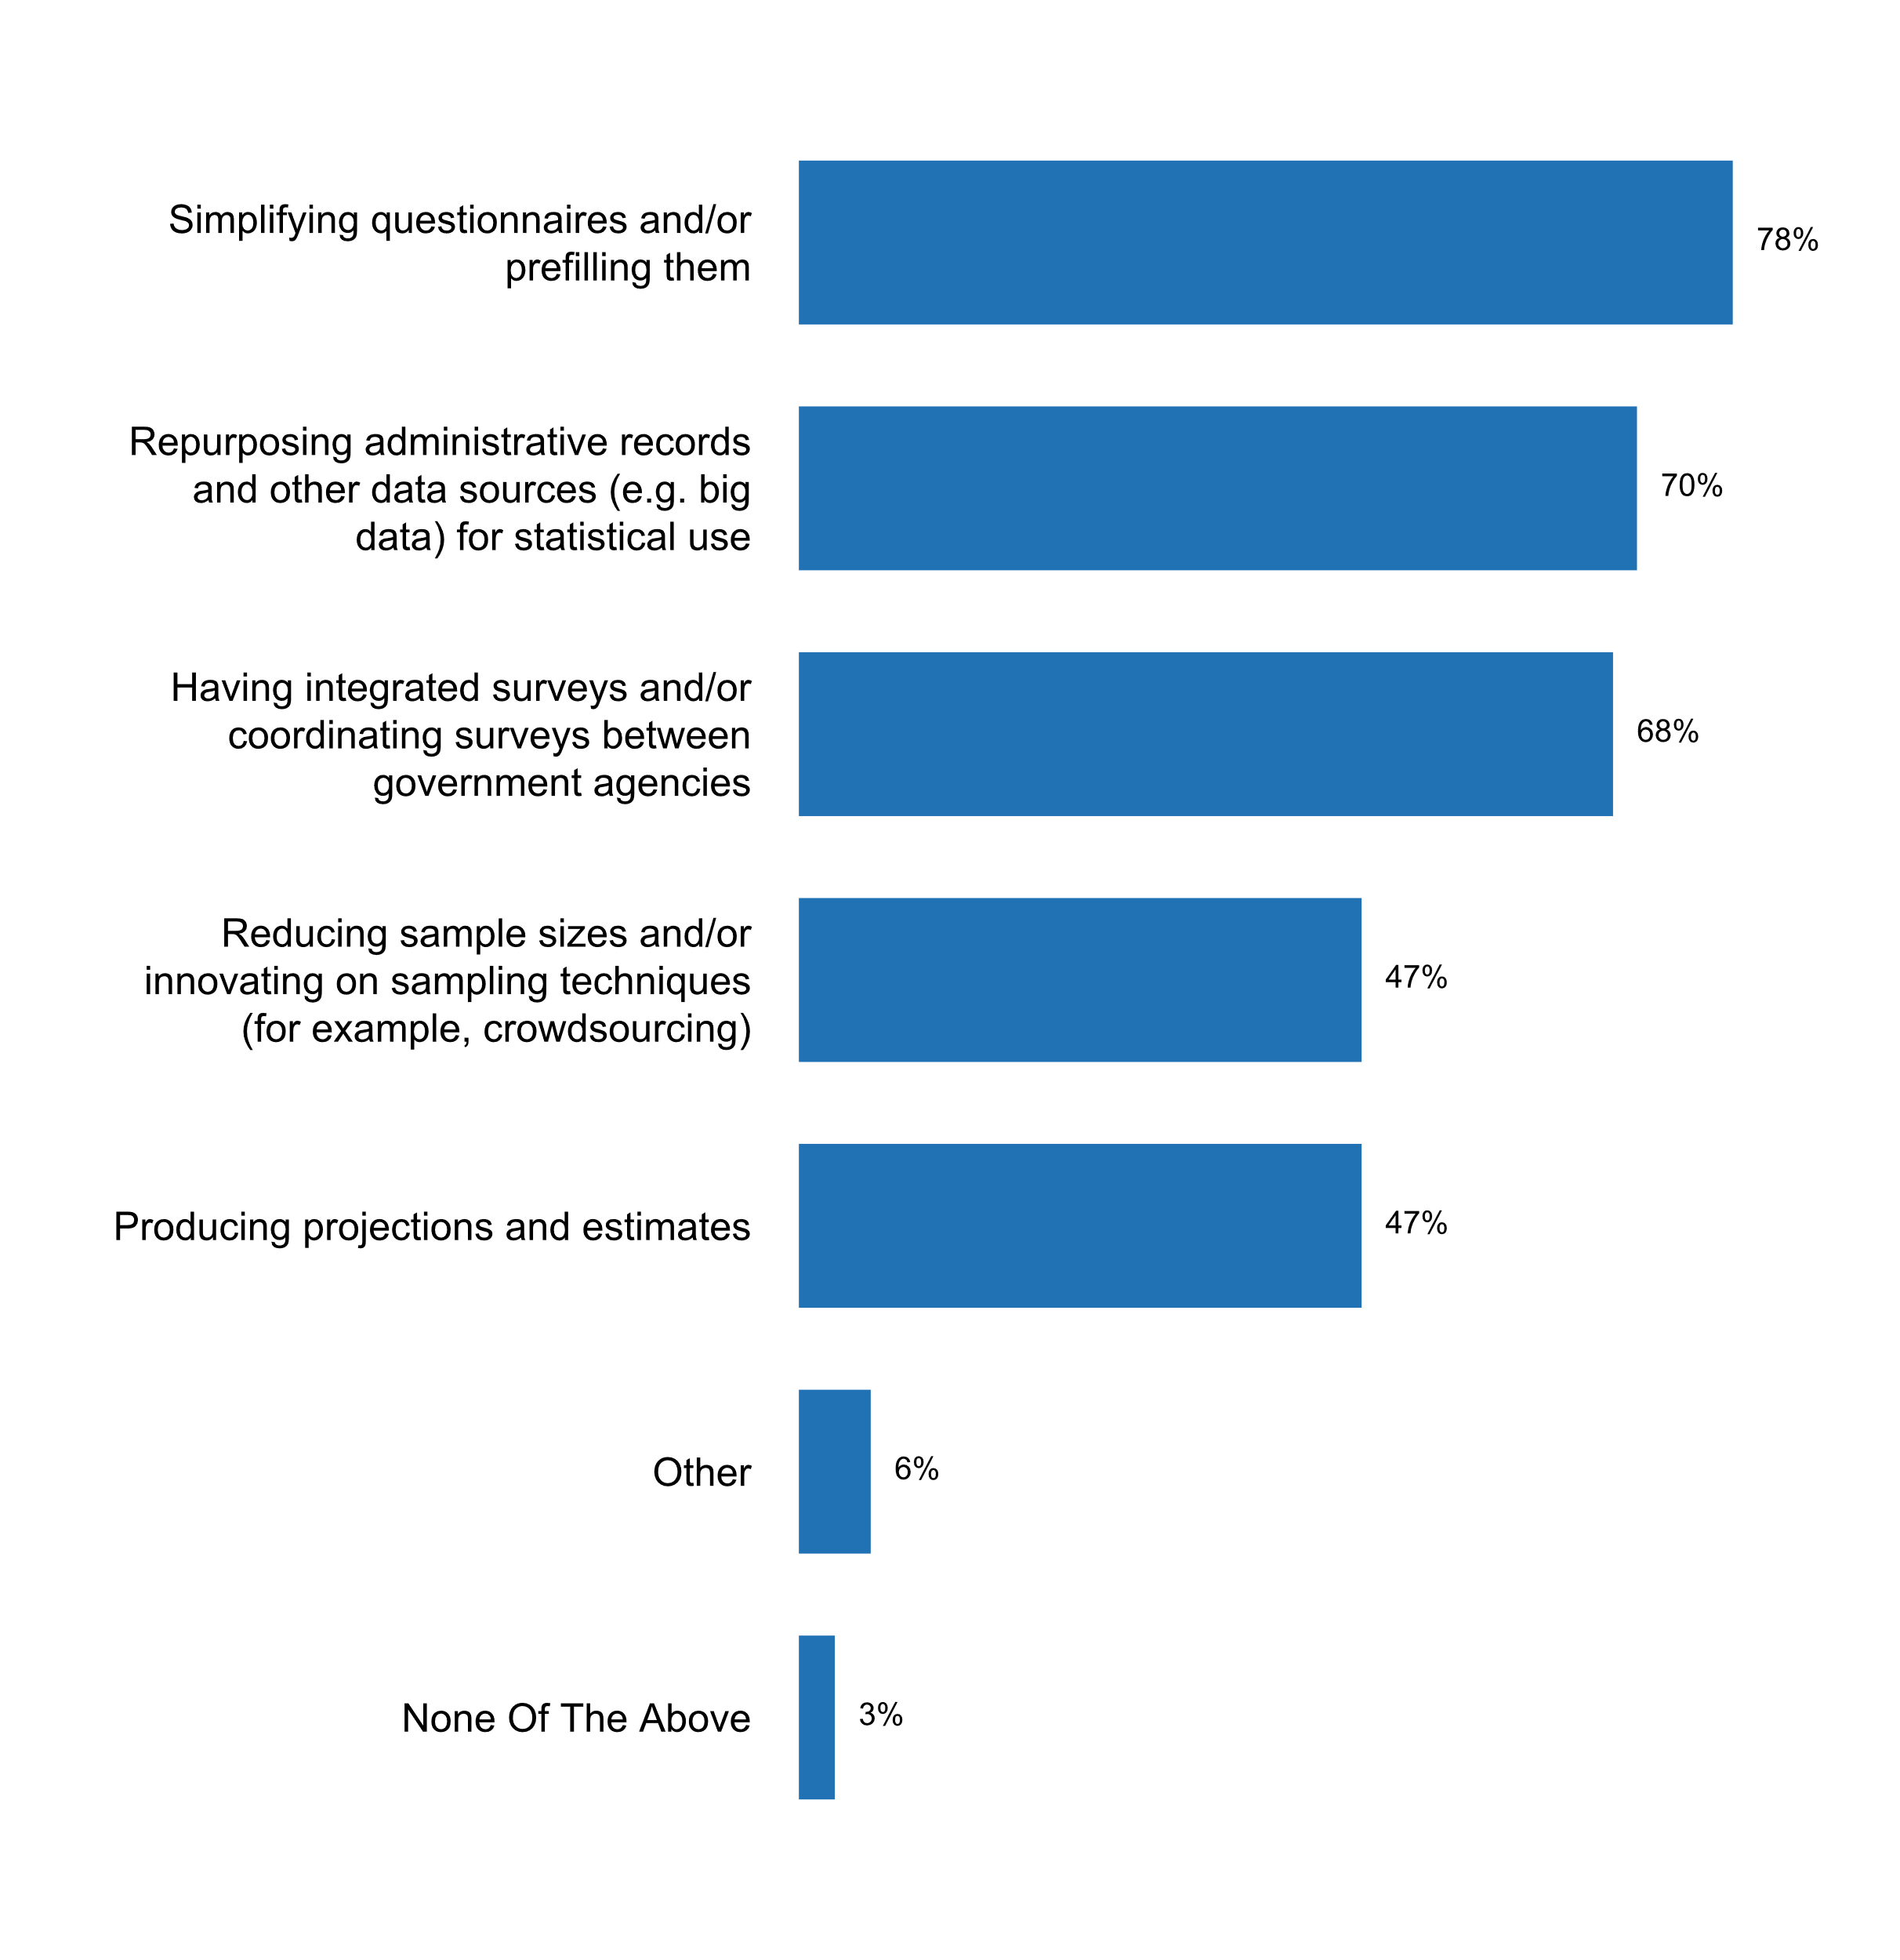 Simplifying questionnaires and/or
prefilling them
78%
Repurposing administrative records
and other data sources (e.g. big
data) for statistical use
70%
Having integrated surveys and/or
coordinating surveys between
government agencies
68%
Reducing sample sizes and/or
innovating on sampling techniques
(for example, crowdsourcing)
47%
Producing projections and estimates
47%
Other
6%
None Of The Above
3%